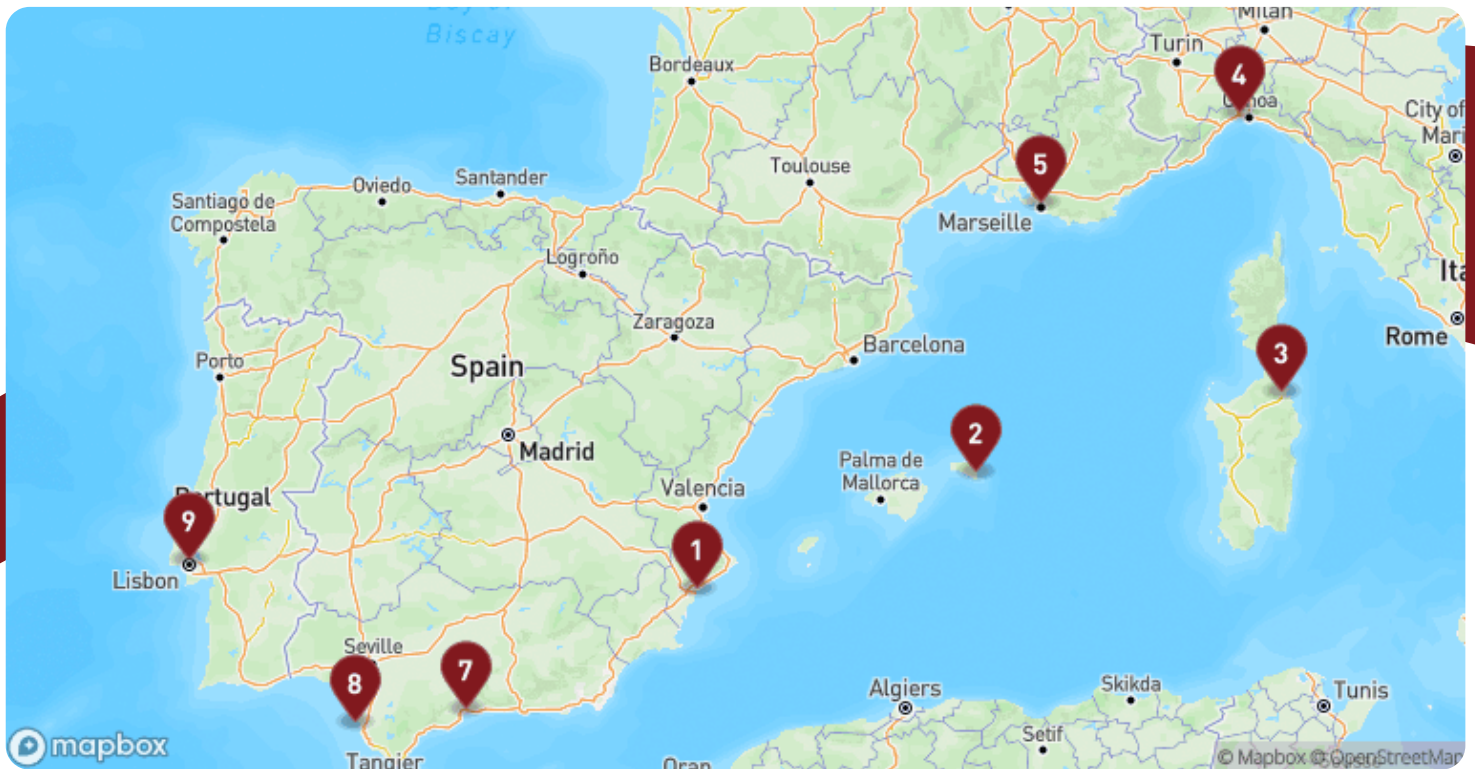 Bay of
Biscay
Milan
Turin
4
Bordeaux
City of
Mari
5
Toulouse
Oviedo
Santander
Santiago de
Compostela
Marseille
Logroño
Ita
Zaragoza
Rome
Barcelona
Porto
Spain
3
2
Madrid
Palma de
Mallorca
Valencia
Portugal
9
1
Lisbon
Seville
7
8
Algiers
Skikda
Tunis
Setif
mapbox
Tangier
Oran
© Mapbox © OpenStreetMap